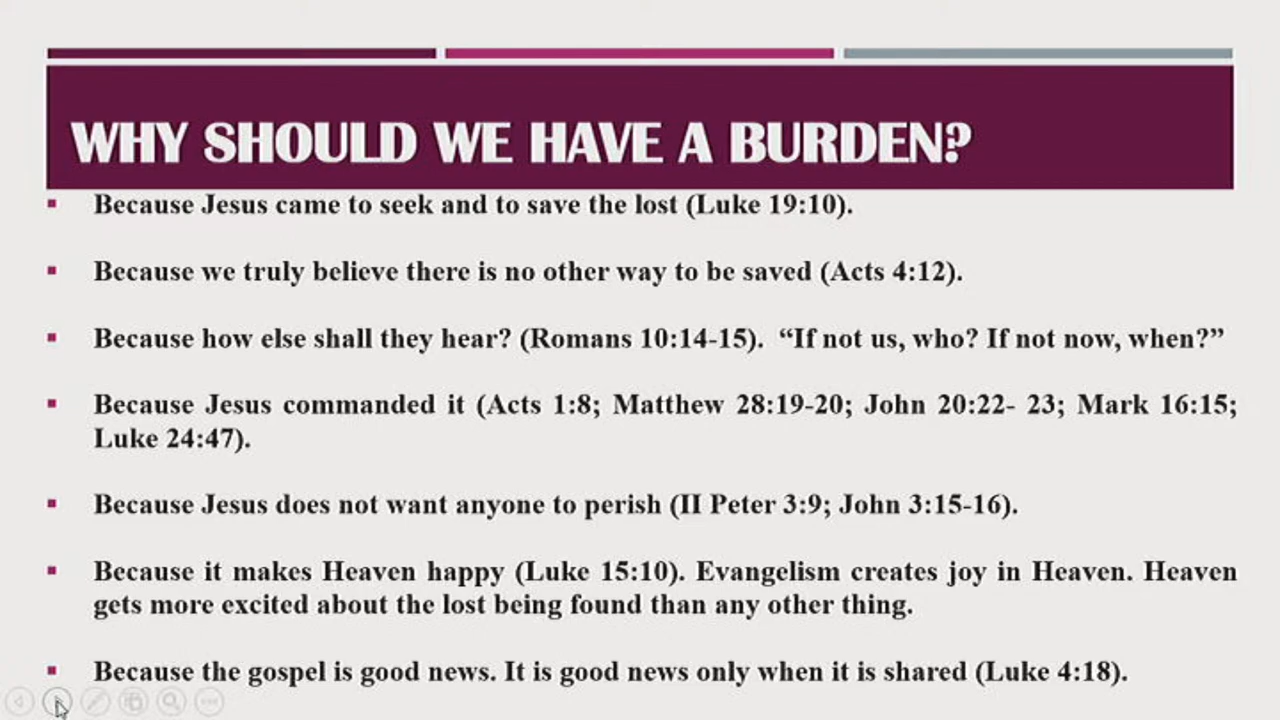 WHY SHOULD WE HAVE A BURDEN?
▪ Because Jesus came to seek and to save the lost (Luke 19:10).
▪ Because we truly believe there is no other way to be saved (Acts 4:12).
▪ Because how else shall they hear? (Romans 10:14-15). “If not us, who? If not now, when?”
▪ Because Jesus commanded it (Acts 1:8; Matthew 28:19-20; John 20:22- 23; Mark 16:15;
Luke 24:47).
▪ Because Jesus does not want anyone to perish (II Peter 3:9; John 3:15-16).
▪ Because it makes Heaven happy (Luke 15:10). Evangelism creates joy in Heaven. Heaven
gets more excited about the lost being found than any other thing.
▪ Because the gospel is good news. It is good news only when it is shared (Luke 4:18).